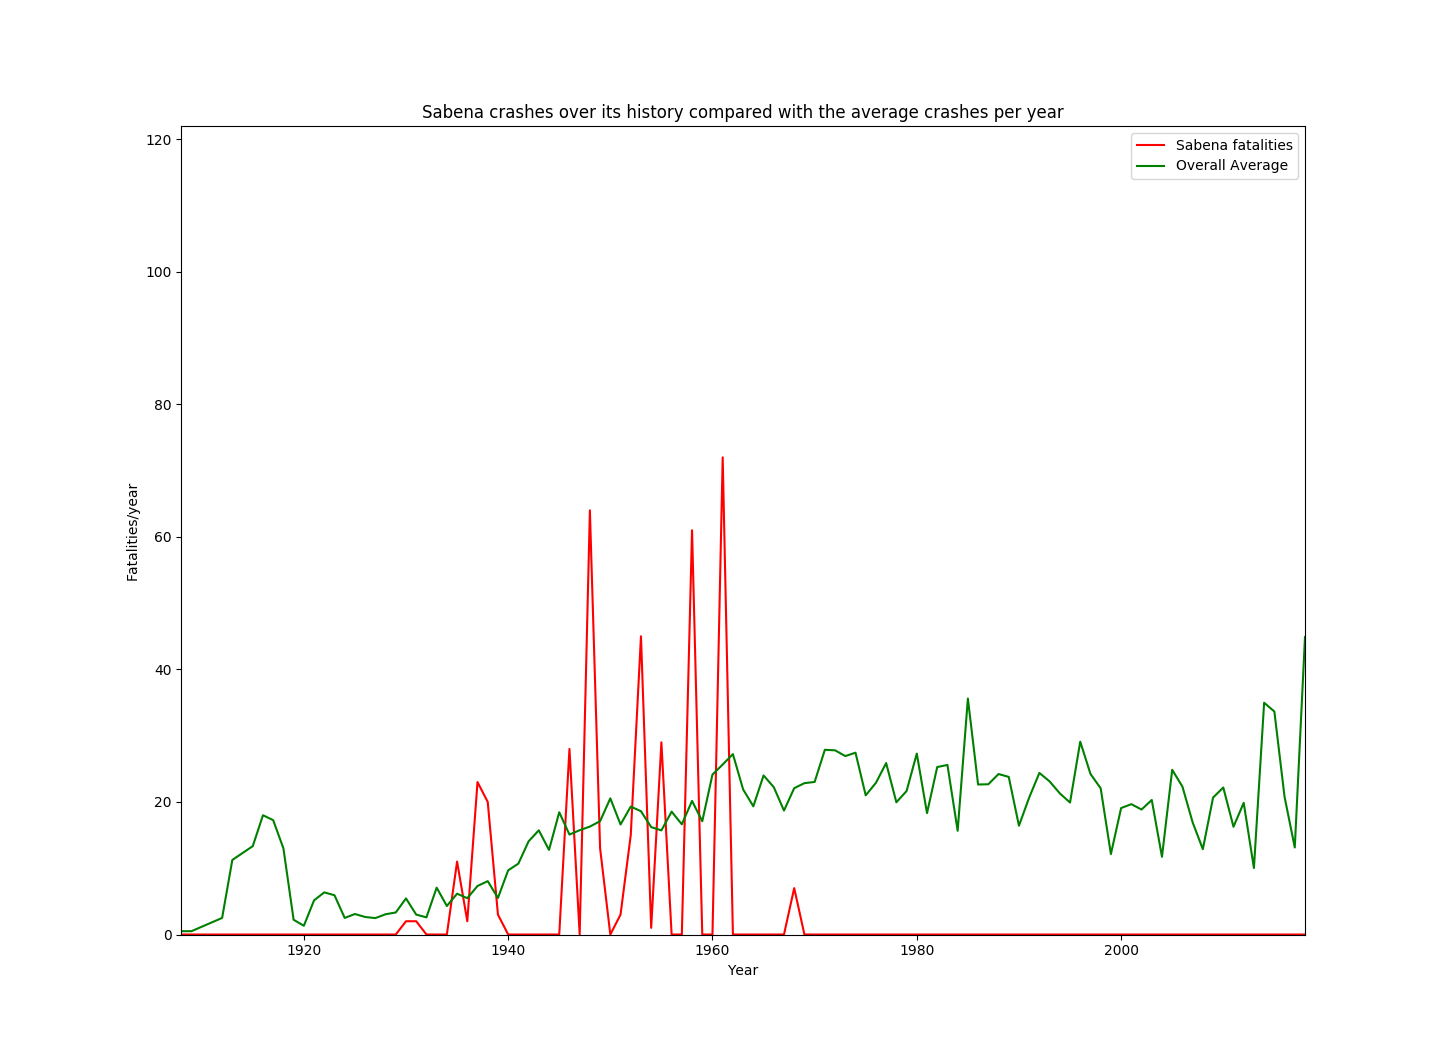 Sabena crashes over its history compared with the average crashes per year
Sabena fatalities
Overall Average
120
100
80
60
40
20
0
Fatalities/year
1920 1940 1960 1980 2000
Year